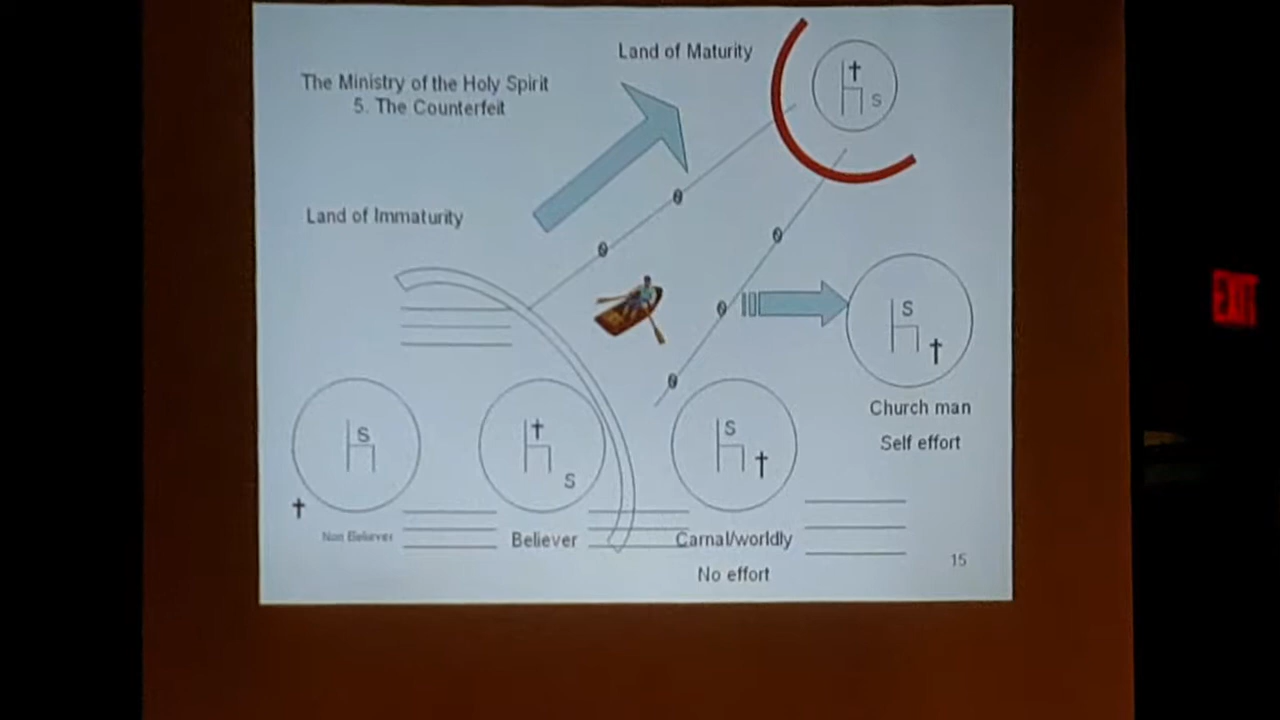 Land of Maturity
The Ministry of the Holy Spirit
5. The Counterfeit
S
Land of Immaturity
S
Church man
Self effort
S
S
S
Non Believer
Believer
Carnal/worldly
No effort
15
EXIT